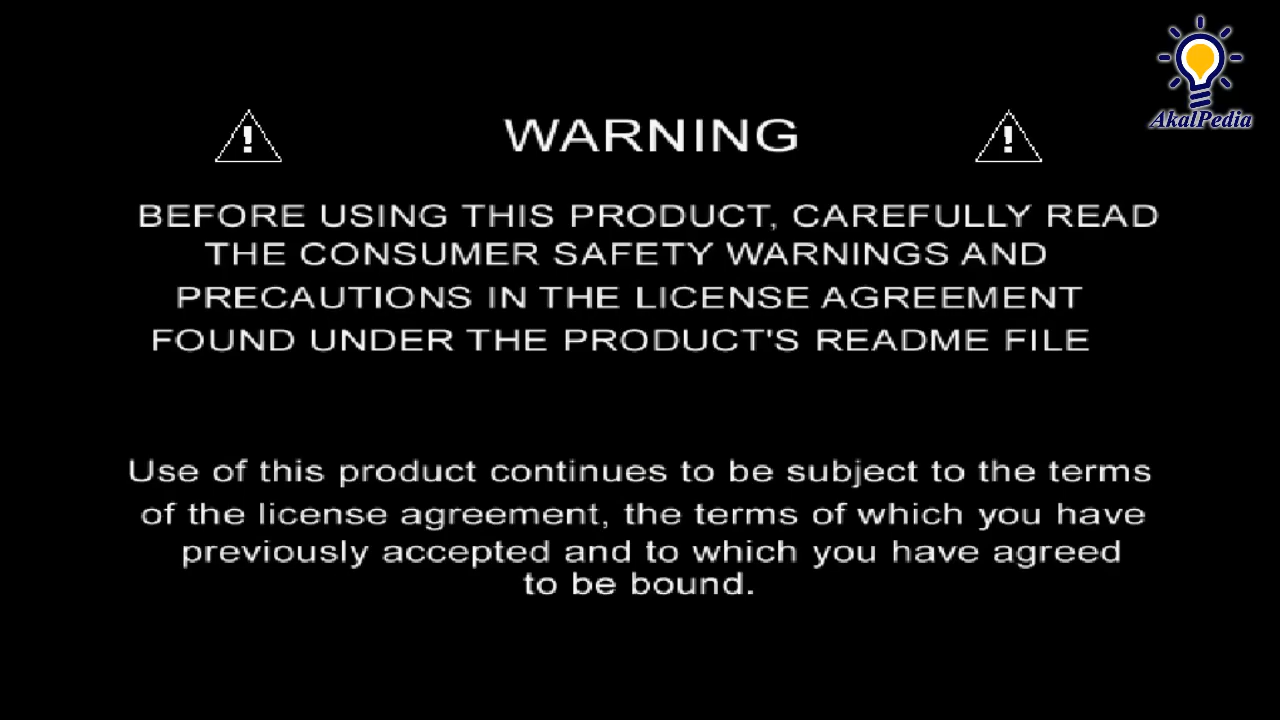 AkalPedia
WARNING
BEFORE USING THIS PRODUCT, CAREFULLY READ
THE CONSUMER SAFETY WARNINGS AND
PRECAUTIONS IN THE LICENSE AGREEMENT
FOUND UNDER THE PRODUCT'S README FILE
Use of this product continues to be subject to the terms
of the license agreement, the terms of which you have
previously accepted and to which you have agreed
to be bound.